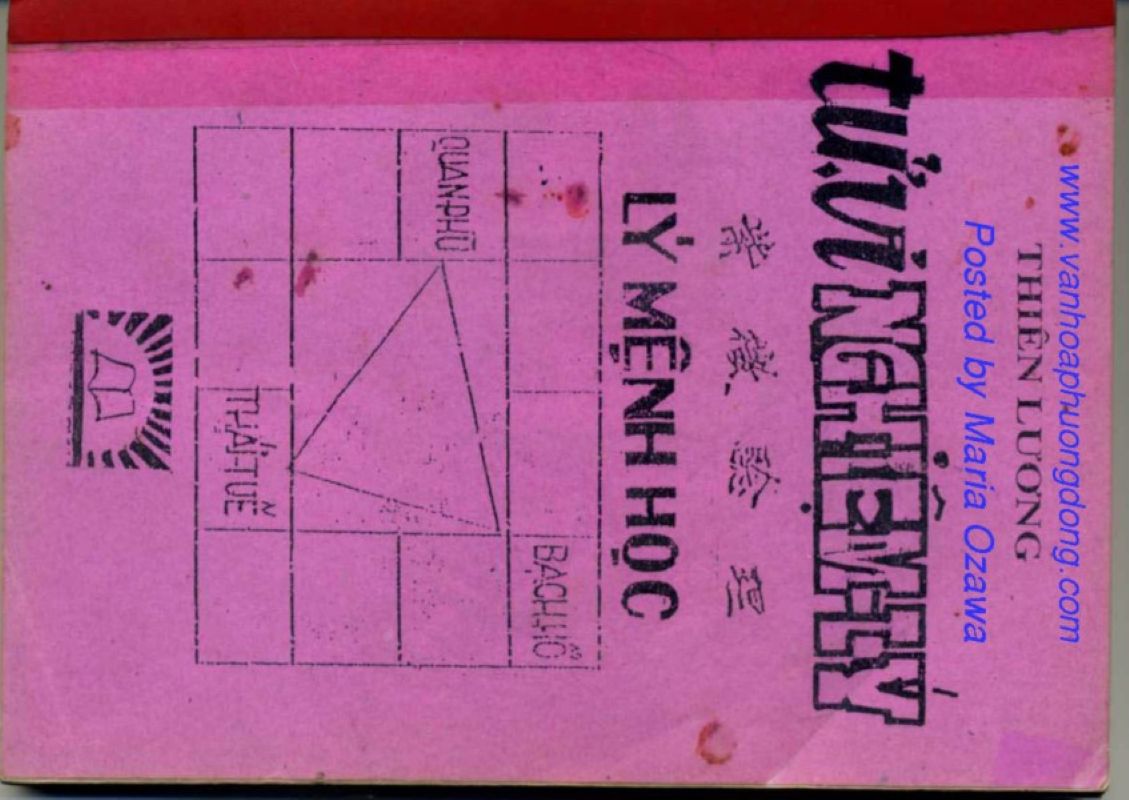 www.vanhoaphuongdong.com
THIÊN LƯƠNG
Posted by Maria Ozawa
tử.vi NGHIỆM LÝ
理
LÝ MỆNH HỌC
BẠCH HỔ
QUAN PHÙ
THÁI-TUẾ